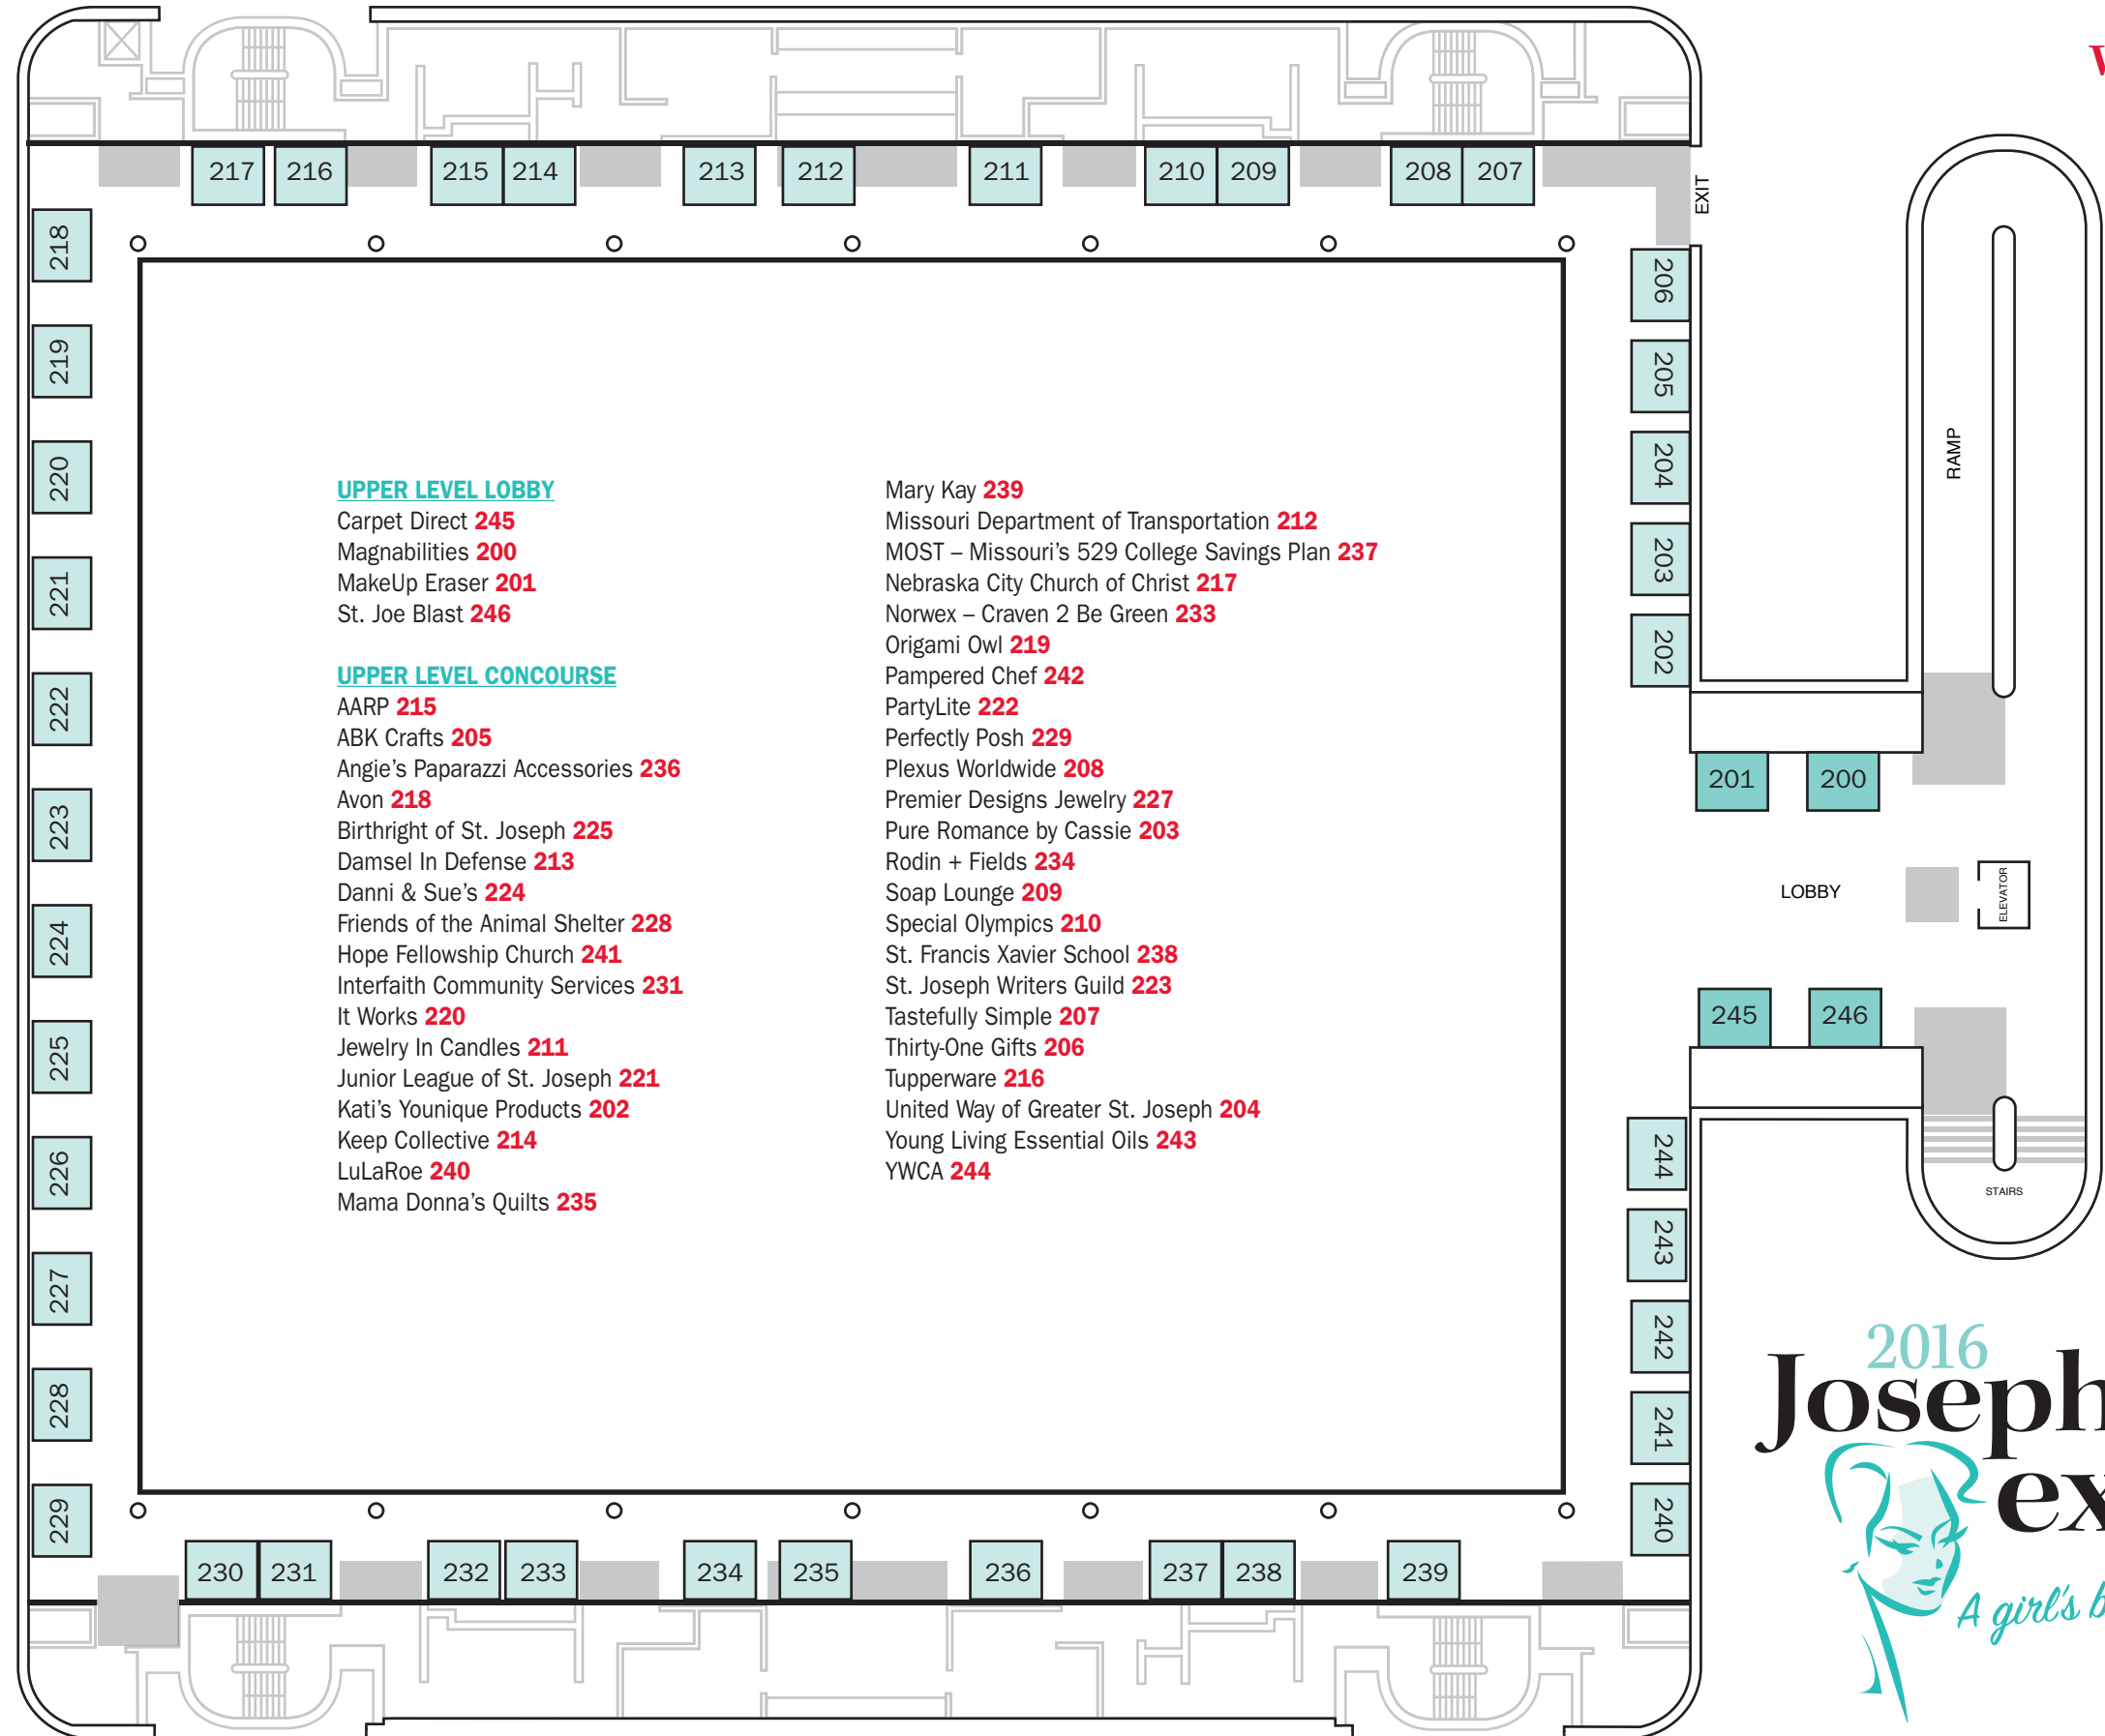 217 216 215 214 213 212 211 210 209 208 207
EXIT
218
219
220
221
222
223
224
225
226
227
228
229
206
205
204
203
202
RAMP
UPPER LEVEL LOBBY
Carpet Direct 245
Magnabilities 200
MakeUp Eraser 201
St. Joe Blast 246
UPPER LEVEL CONCOURSE
AARP 215
ABK Crafts 205
Angie's Paparazzi Accessories 236
Avon 218
Birthright of St. Joseph 225
Damsel In Defense 213
Danni & Sue's 224
Friends of the Animal Shelter 228
Hope Fellowship Church 241
Interfaith Community Services 231
It Works 220
Jewelry In Candles 211
Junior League of St. Joseph 221
Kati's Younique Products 202
Keep Collective 214
LuLaRoe 240
Mama Donna's Quilts 235
Mary Kay 239
Missouri Department of Transportation 212
MOST – Missouri's 529 College Savings Plan 237
Nebraska City Church of Christ 217
Norwex – Craven 2 Be Green 233
Origami Owl 219
Pampered Chef 242
PartyLite 222
Perfectly Posh 229
Plexus Worldwide 208
Premier Designs Jewelry 227
Pure Romance by Cassie 203
Rodin + Fields 234
Soap Lounge 209
Special Olympics 210
St. Francis Xavier School 238
St. Joseph Writers Guild 223
Tastefully Simple 207
Thirty-One Gifts 206
Tupperware 216
United Way of Greater St. Joseph 204
Young Living Essential Oils 243
YWCA 244
201 200
LOBBY
ELEVATOR
245 246
STAIRS
244
243
242
241
240
230 231 232 233 234 235 236 237 238 239
2016
Joseph
ex
A girl's b